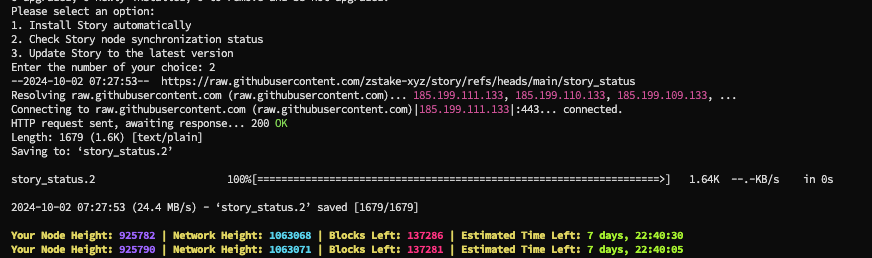 Please select an option:
1. Install Story automatically
2. Check Story node synchronization status
3. Update Story to the latest version
Enter the number of your choice: 2
--2024-10-02 07:27:53--  https://raw.githubusercontent.com/zstake-xyz/story/refs/heads/main/story_status
Resolving raw.githubusercontent.com (raw.githubusercontent.com)... 185.199.111.133, 185.199.110.133, 185.199.109.133, ...
Connecting to raw.githubusercontent.com (raw.githubusercontent.com)|185.199.111.133|:443... connected.
HTTP request sent, awaiting response... 200 OK
Length: 1679 (1.6K) [text/plain]
Saving to: ‘story_status.2’
story_status.2 100%[===================================================================>] 1.64K --.-KB/s in 0s
2024-10-02 07:27:53 (24.4 MB/s) - ‘story_status.2’ saved [1679/1679]
Your Node Height: 925782 | Network Height: 1063068 | Blocks Left: 137286 | Estimated Time Left: 7 days, 22:40:30
Your Node Height: 925790 | Network Height: 1063071 | Blocks Left: 137281 | Estimated Time Left: 7 days, 22:40:05